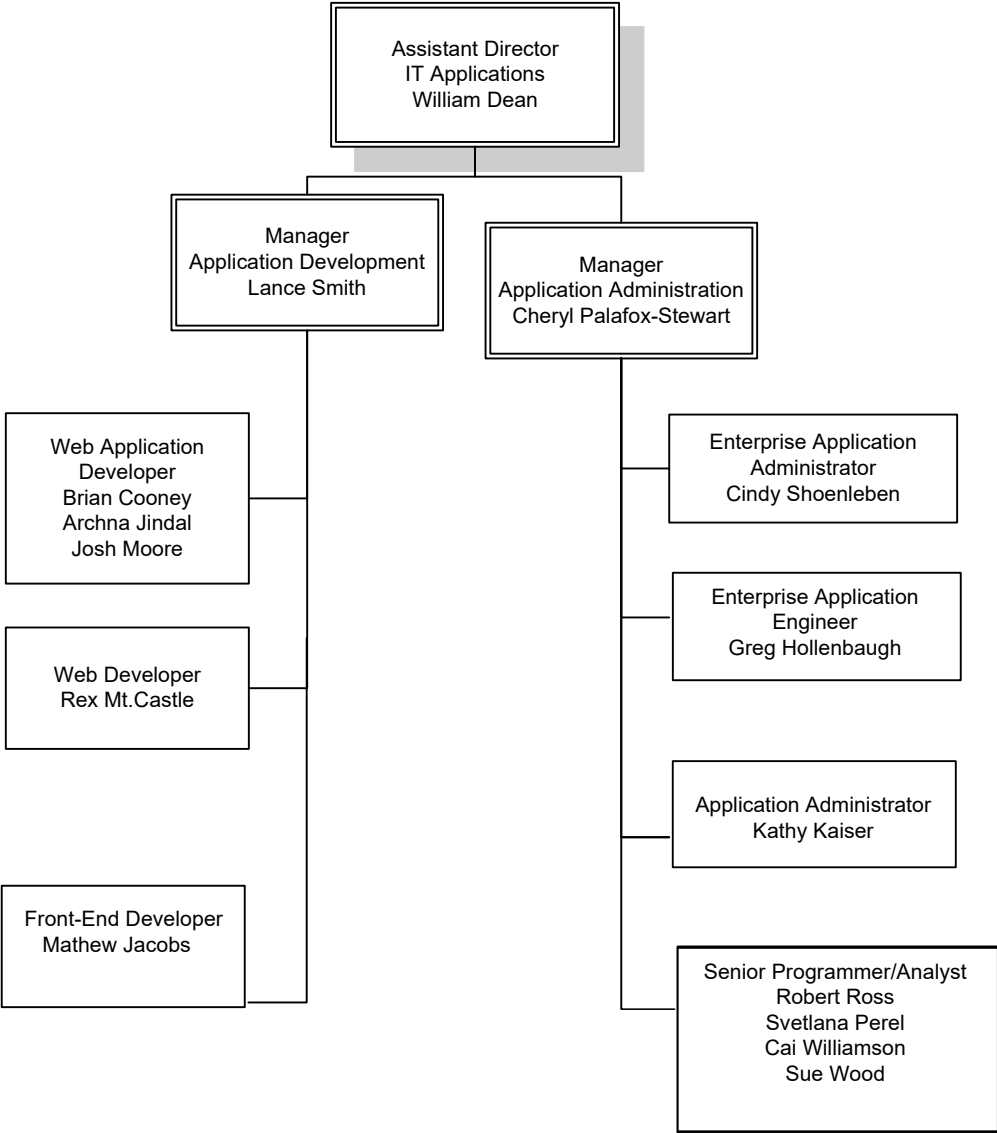 Assistant Director
IT Applications
William Dean
Manager
Application Development
Lance Smith
Manager
Application Administration
Cheryl Palafox-Stewart
Web Application
Developer
Brian Cooney
Archna Jindal
Josh Moore
Enterprise Application
Administrator
Cindy Shoenleben
Enterprise Application
Engineer
Greg Hollenbaugh
Web Developer
Rex Mt.Castle
Application Administrator
Kathy Kaiser
Front-End Developer
Mathew Jacobs
Senior Programmer/Analyst
Robert Ross
Svetlana Perel
Cai Williamson
Sue Wood